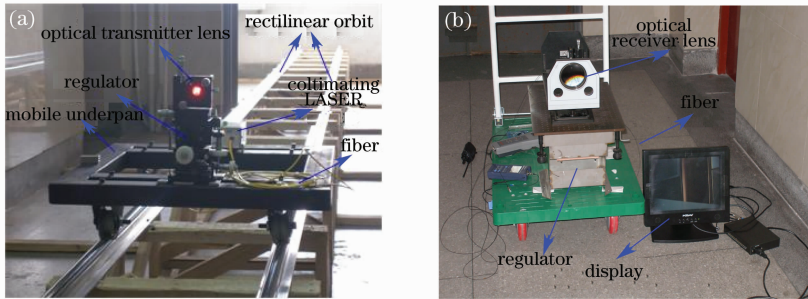 (a)
optical transmitter lens
rectilinear orbit
regulator
coltimating
LASER
mobile underpan
fiber
(b)
optical
receiver lens
fiber
regulator
display